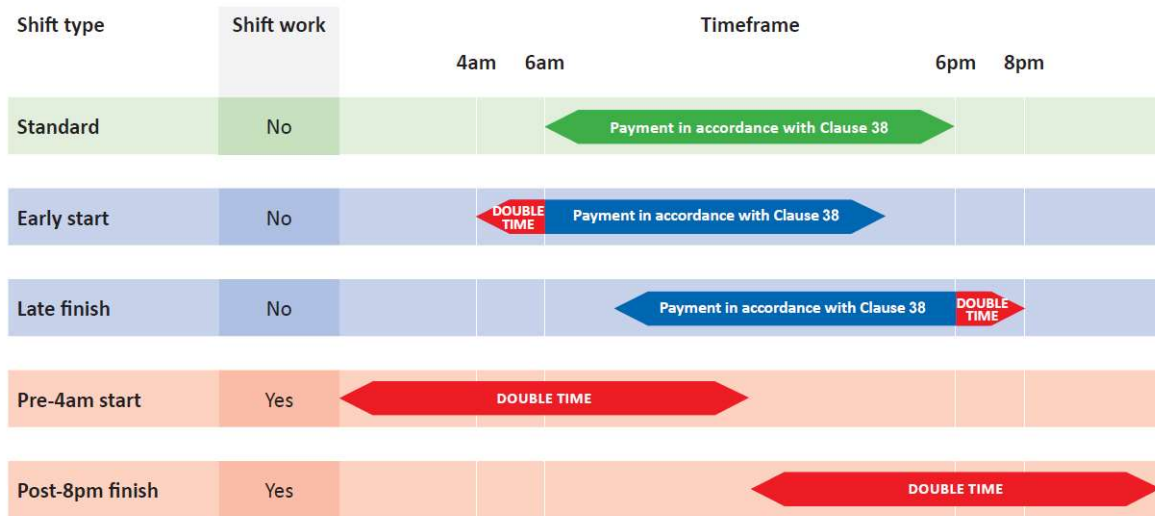 Shift type Shift work Timeframe
4am 6am 6pm 8pm
Standard No Payment in accordance with Clause 38
Early start No DOUBLE TIME Payment in accordance with Clause 38
Late finish No Payment in accordance with Clause 38 DOUBLE TIME
Pre-4am start Yes DOUBLE TIME
Post-8pm finish Yes DOUBLE TIME